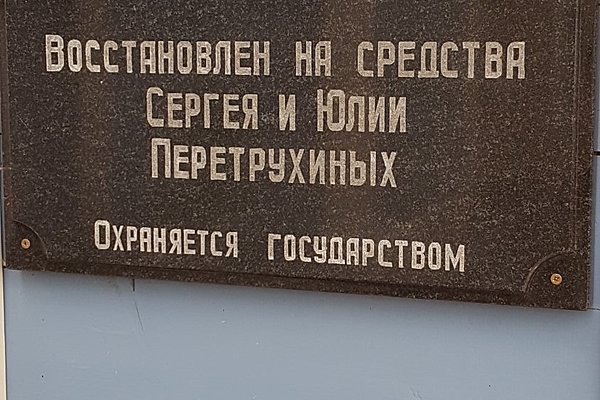 Восстановлен на средства
Сергея и Юлии
Перетрухиных
Охраняется государством